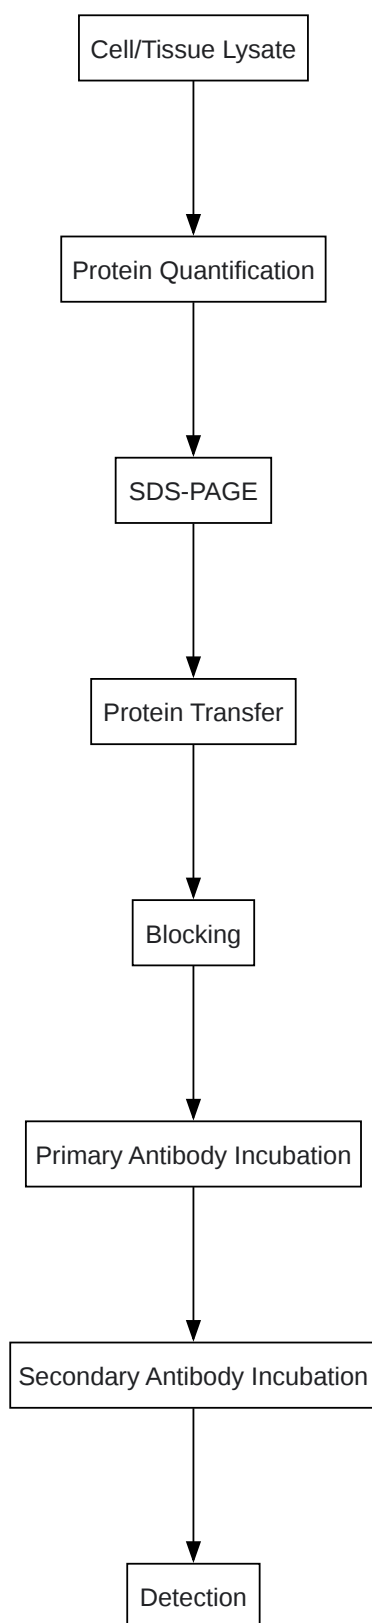 Cell/Tissue Lysate
Protein Quantification
SDS-PAGE
Protein Transfer
Blocking
Primary Antibody Incubation
Secondary Antibody Incubation
Detection